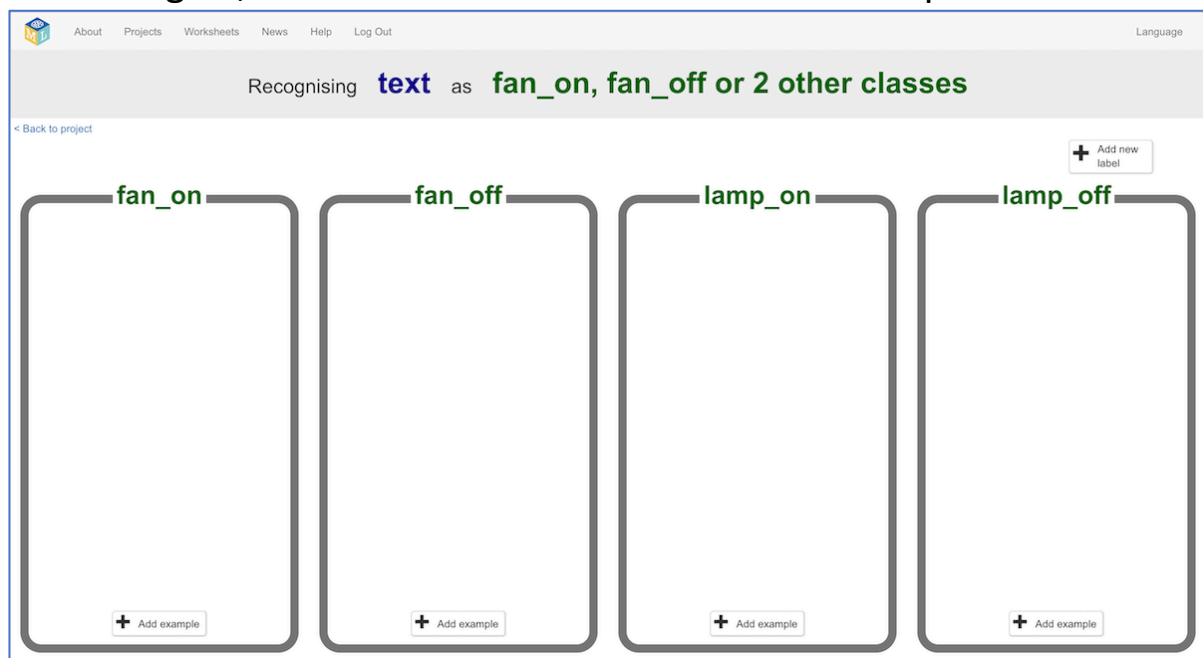 About Projects Worksheets News Help Log Out Language
Recognising text as fan_on, fan_off or 2 other classes
< Back to project
Add new
label
fan_on fan_off lamp_on lamp_off
Add example Add example Add example Add example